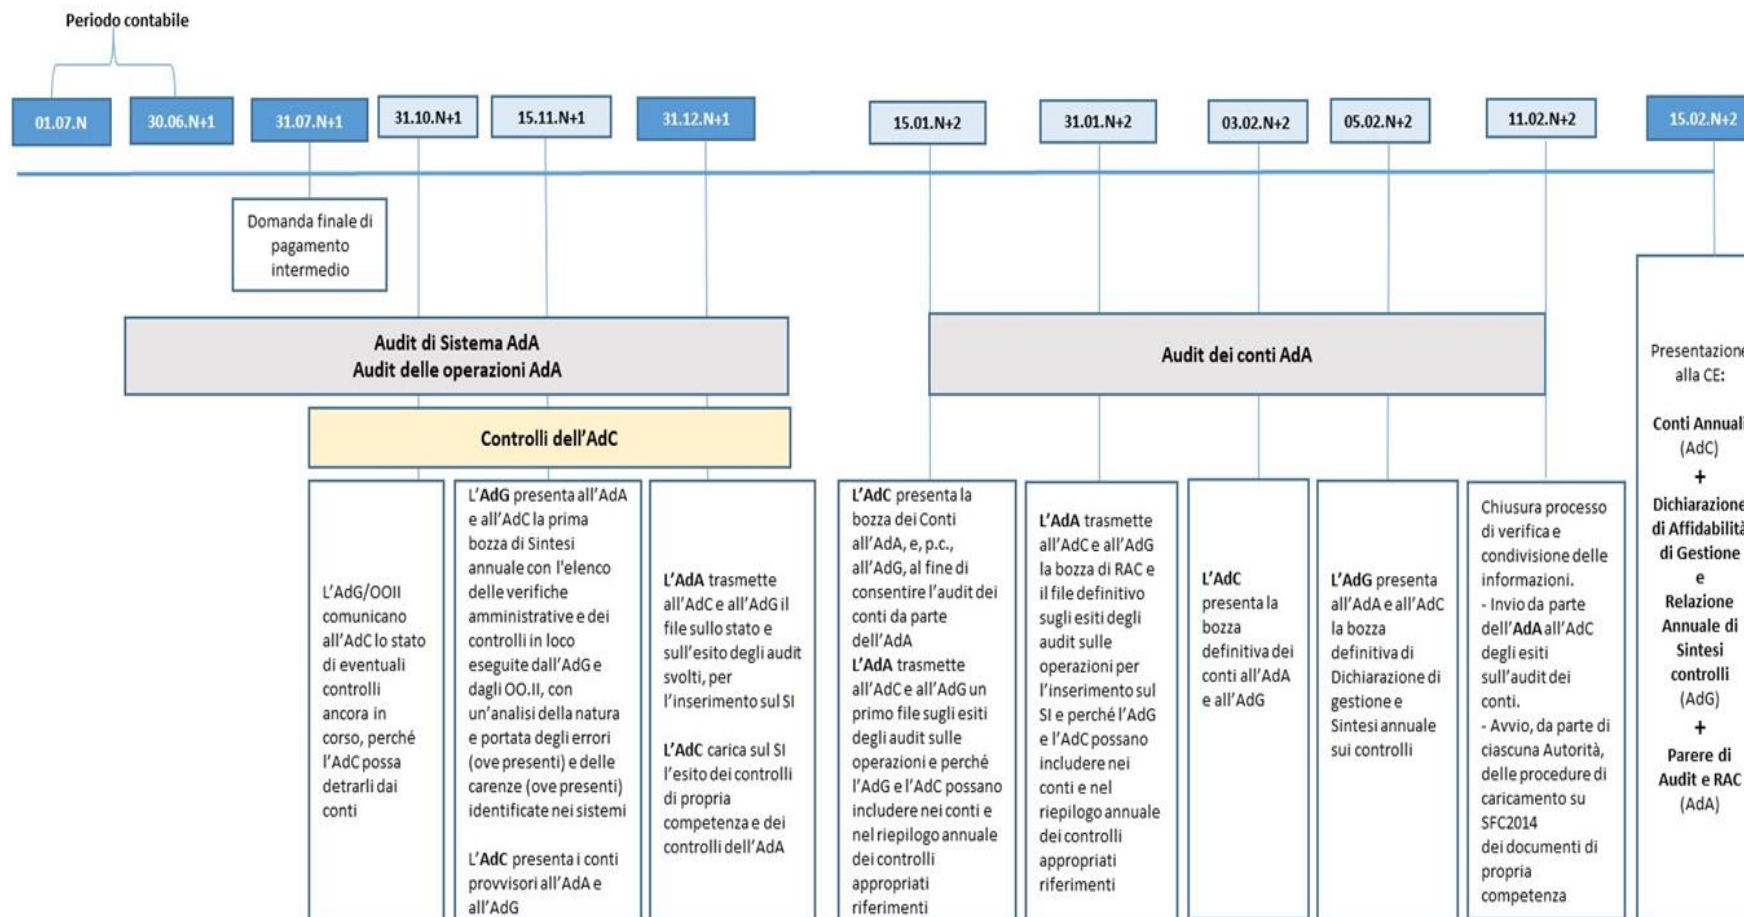 Periodo contabile
01.07.N
30.06.N+1
31.07.N+1
31.10.N+1
15.11.N+1
31.12.N+1
15.01.N+2
31.01.N+2
03.02.N+2
05.02.N+2
11.02.N+2
15.02.N+2
Domanda finale di
pagamento
intermedio
Audit di Sistema AdA
Audit delle operazioni AdA
Audit dei conti AdA
Controlli dell'AdC
L'AdG/OOII
comunicano
all'AdC lo stato
di eventuali
controlli
ancora in
corso, perché
l'AdC possa
detrarli dai
conti
L'AdG presenta all'AdA
e all'AdC la prima
bozza di Sintesi
annuale con l'elenco
delle verifiche
amministrative e dei
controlli in loco
eseguite dall'AdG e
dagli OO.II, con
un'analisi della natura
e portata degli errori
(ove presenti) e delle
carenze (ove presenti)
identificate nei sistemi
L'AdC presenta i conti
provvisori all'AdA e
all'AdG
L'AdA trasmette
all'AdC e all'AdG il
file sullo stato e
sull'esito degli audit
svolti, per
l'inserimento sul SI
L'AdC carica sul SI
l'esito dei controlli
di propria
competenza e dei
controlli dell'AdA
L'AdC presenta la
bozza dei Conti
all'AdA, e, p.c.,
all'AdG, al fine di
consentire l'audit dei
conti da parte
dell'AdA
L'AdA trasmette
all'AdC e all'AdG un
primo file sugli esiti
degli audit sulle
operazioni e perché
l'AdG e l'AdC possano
includere nei conti e
nel riepilogo annuale
dei controlli
appropriati
riferimenti
L'AdA trasmette
all'AdC e all'AdG
la bozza di RAC e
il file definitivo
sugli esiti degli
audit sulle
operazioni per
l'inserimento sul
SI e perché l'AdG
e l'AdC possano
includere nei
conti e nel
riepilogo annuale
dei controlli
appropriati
riferimenti
L'AdC
presenta la
bozza
definitiva dei
conti all'AdA
e all'AdG
L'AdG presenta
all'AdA e all'AdC
la bozza
definitiva di
Dichiarazione di
gestione e
Sintesi annuale
sui controlli
Chiusura processo
di verifica e
condivisione delle
informazioni.
- Invio da parte
dell'AdA all'AdC
degli esiti
sull'audit dei
conti.
- Avvio, da parte di
ciascuna Autorità,
delle procedure di
caricamento su
SFC2014
dei documenti di
propria
competenza
Presentazione
alla CE:
Conti Annuali
(AdC)
+
Dichiarazione
di Affidabilità
di Gestione
e
Relazione
Annuale di
Sintesi
controlli
(AdG)
+
Parere di
Audit e RAC
(AdA)